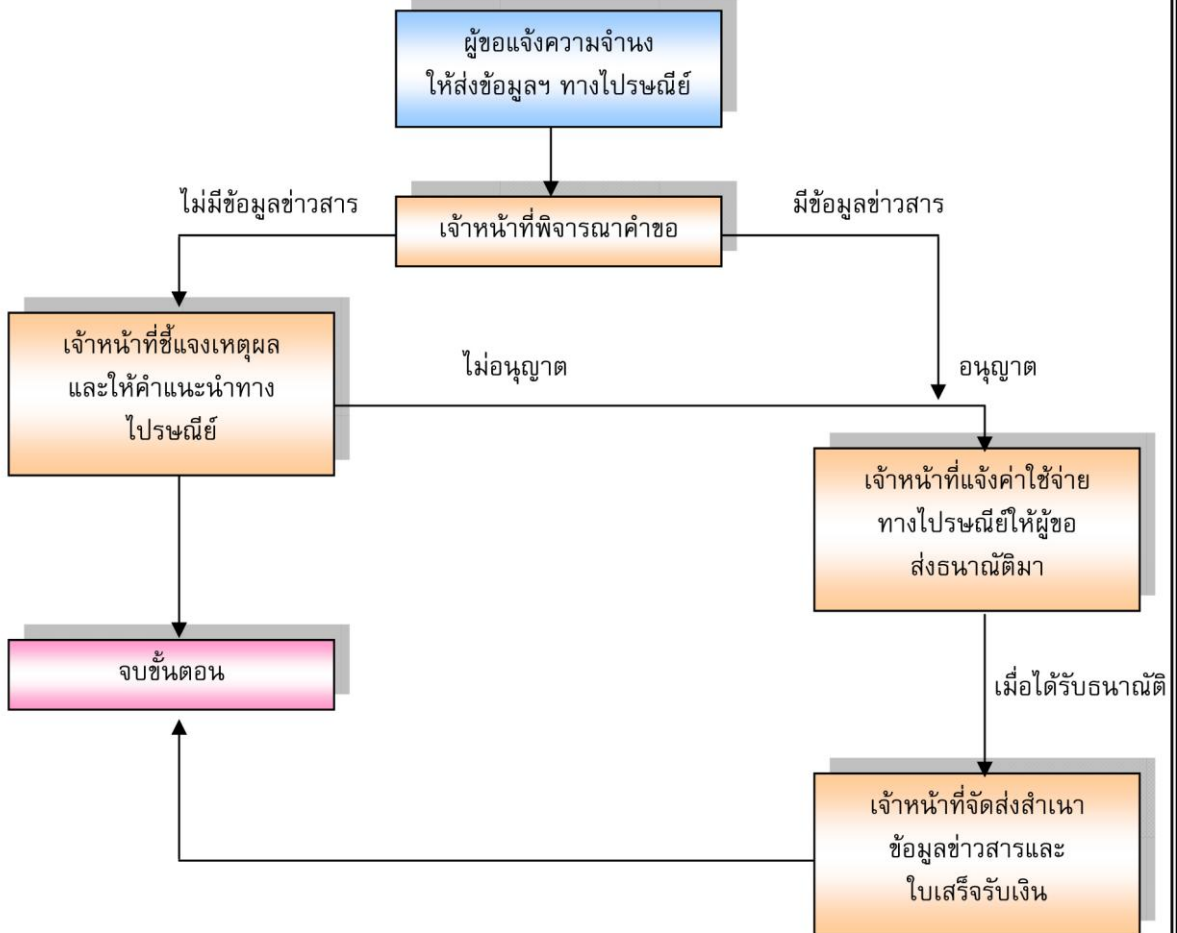 ผู้ขอแจ้งความจำนง
ให้ส่งข้อมูลฯ ทางไปรษณีย์
ไม่มีข้อมูลข่าวสาร
เจ้าหน้าที่พิจารณาคำขอ
มีข้อมูลข่าวสาร
เจ้าหน้าที่ชี้แจงเหตุผล
และให้คำแนะนำทาง
ไปรษณีย์
ไม่อนุญาต
อนุญาต
เจ้าหน้าที่แจ้งค่าใช้จ่าย
ทางไปรษณีย์ให้ผู้ขอ
ส่งธนาณัติมา
จบขั้นตอน
เมื่อได้รับธนาณัติ
เจ้าหน้าที่จัดส่งสำเนา
ข้อมูลข่าวสารและ
ใบเสร็จรับเงิน